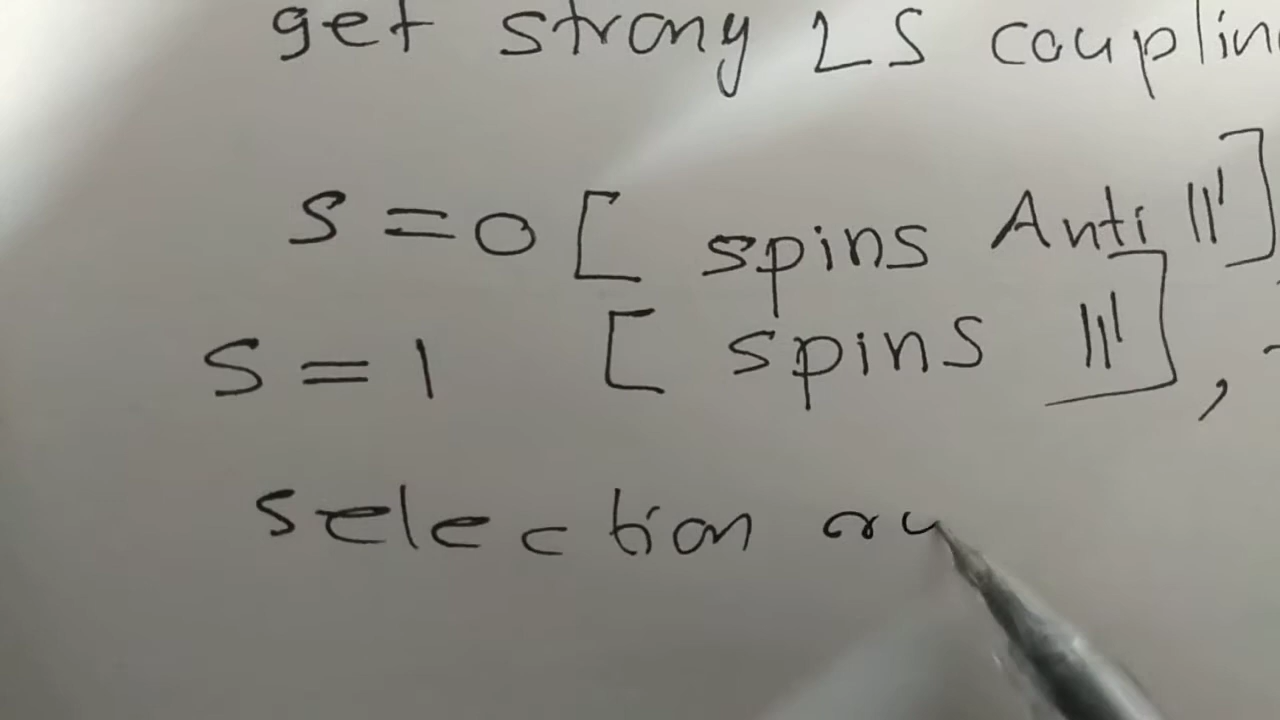 get strong LS couplin
S = 0 [ spins Anti ||l ]
S = 1 [ spins ||l ] ,
selection ru